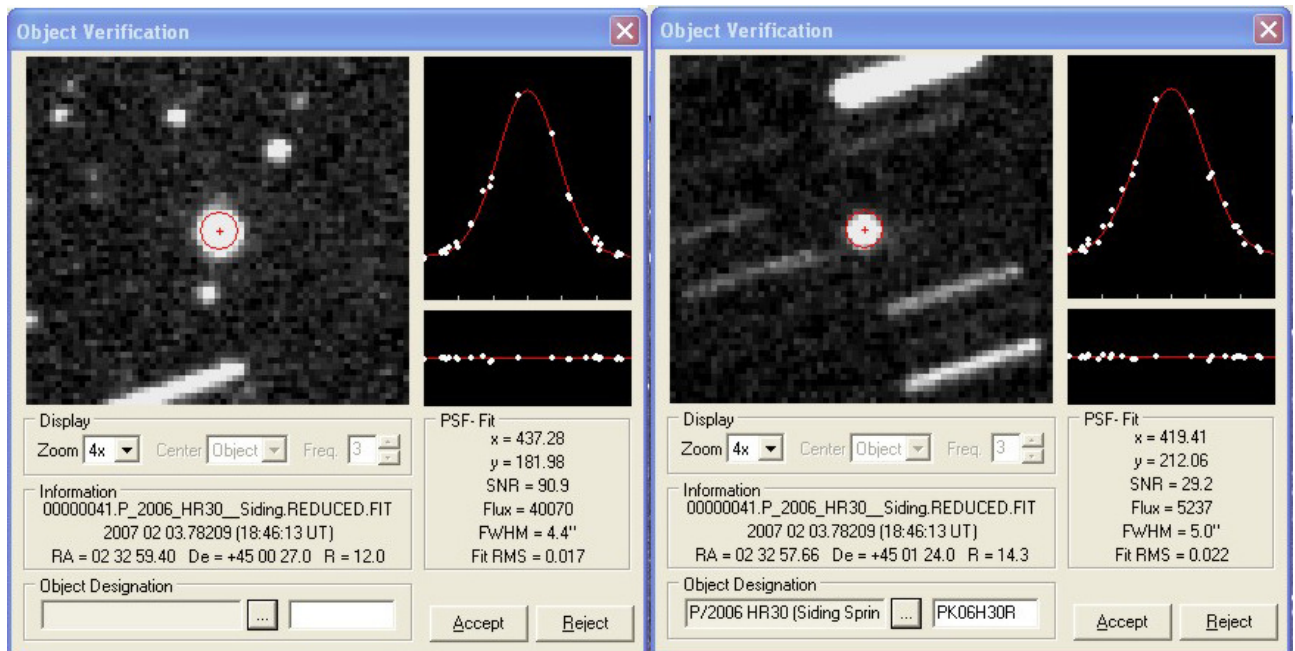 Object Verification
Display
Zoom 4x Center Object Freq. 3
Information
00000041.P_2006_HR30__Siding.REDUCED.FIT
2007 02 03.78209 (18:46:13 UT)
RA = 02 32 59.40 De = +45 00 27.0 R = 12.0
Object Designation
...
PSF- Fit
x = 437.28
y = 181.98
SNR = 90.9
Flux = 40070
FWHM = 4.4"
Fit RMS = 0.017
Accept Reject
Object Verification
Display
Zoom 4x Center Object Freq. 3
Information
00000041.P_2006_HR30__Siding.REDUCED.FIT
2007 02 03.78209 (18:46:13 UT)
RA = 02 32 57.66 De = +45 01 24.0 R = 14.3
Object Designation
P/2006 HR30 (Siding Sprin ... PK06H30R
PSF- Fit
x = 419.41
y = 212.06
SNR = 29.2
Flux = 5237
FWHM = 5.0"
Fit RMS = 0.022
Accept Reject